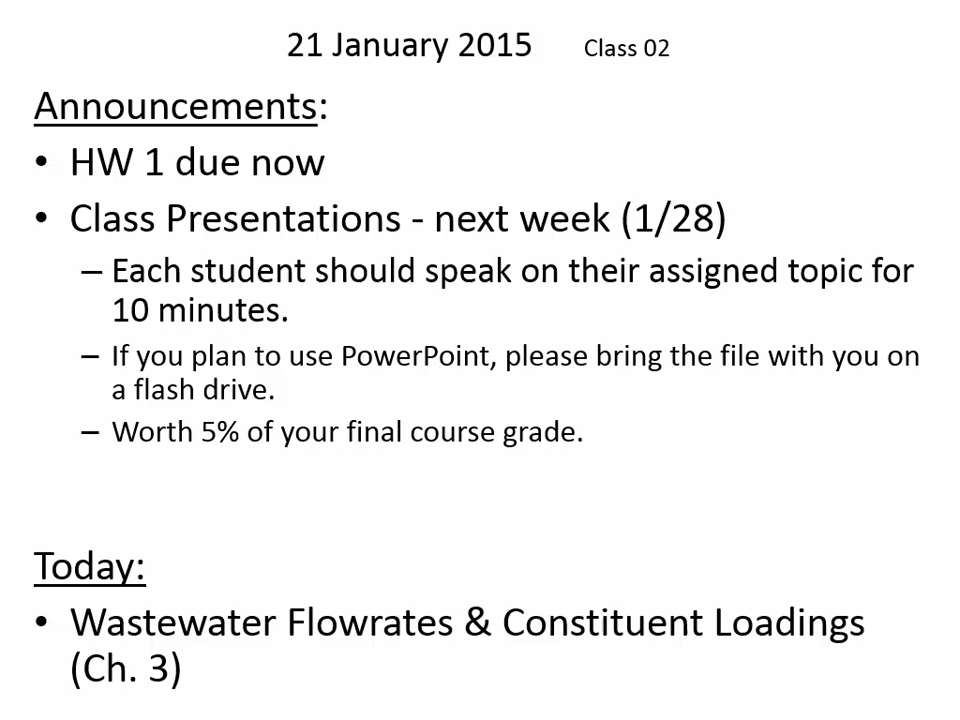 21 January 2015 Class 02
Announcements:
• HW 1 due now
• Class Presentations - next week (1/28)
– Each student should speak on their assigned topic for
10 minutes.
– If you plan to use PowerPoint, please bring the file with you on
a flash drive.
– Worth 5% of your final course grade.
Today:
• Wastewater Flowrates & Constituent Loadings
(Ch. 3)